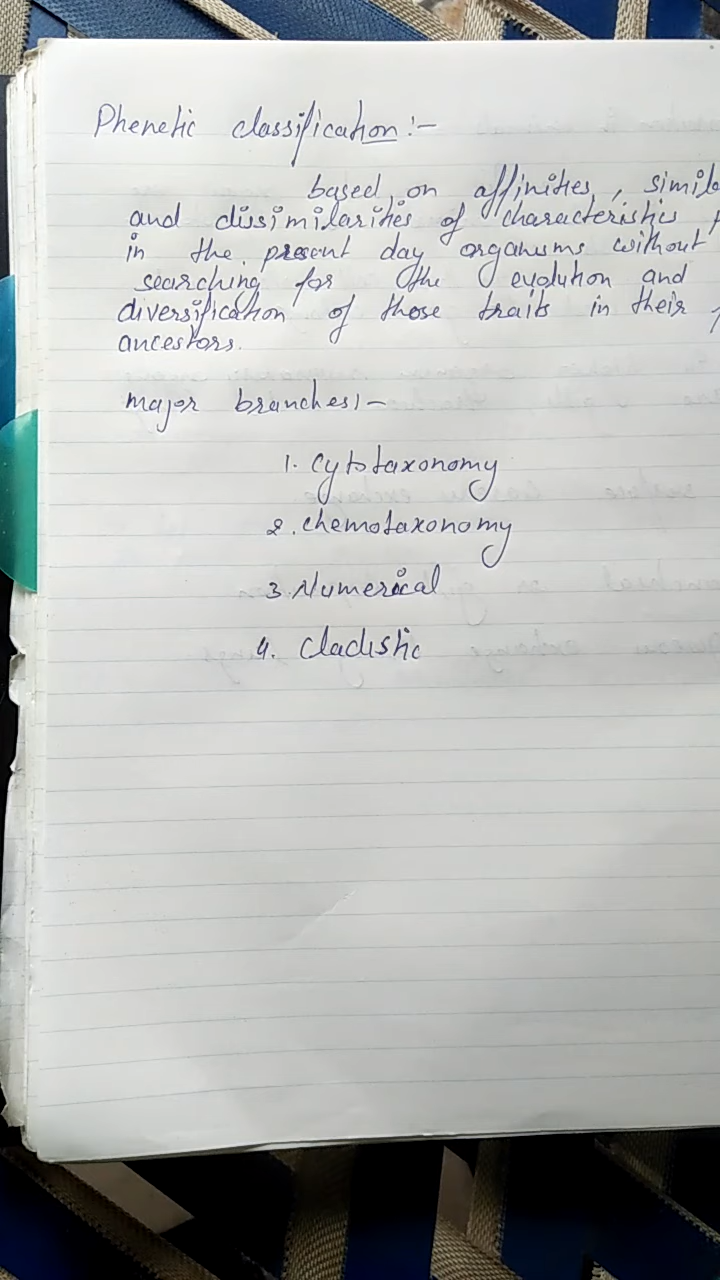 Phenetic classification :-
based on affinities, simila
and dissimilarities of characteristics
in the present day organisms without
searching for the evolution and
diversification of those traits in their
ancestors.
major branches:-
1. Cytotaxonomy
2. chemotaxonomy
3. Numerical
4. Cladistic